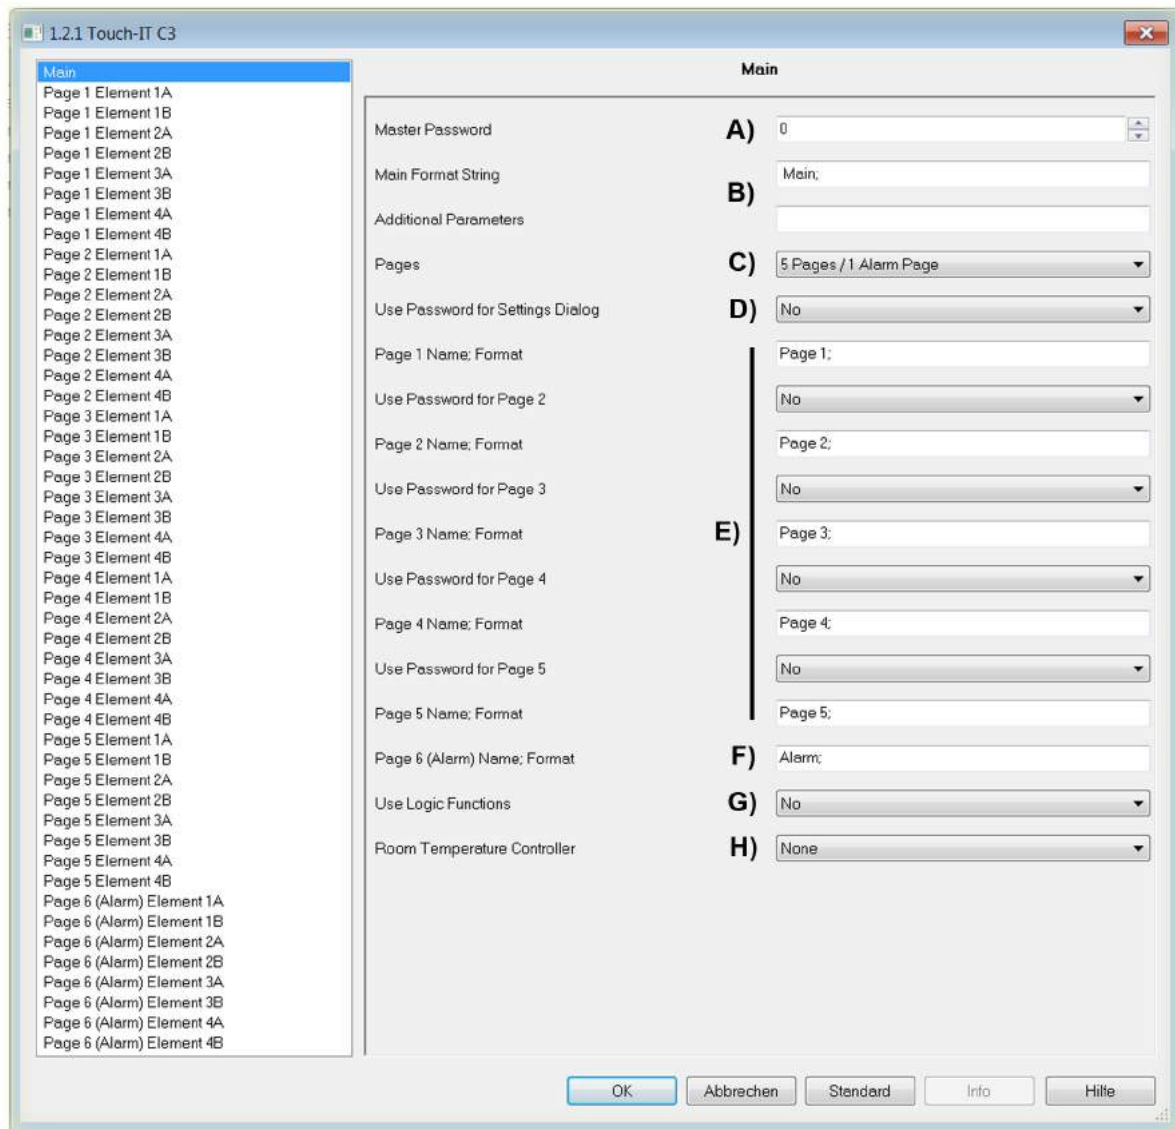 1.2.1 Touch-IT C3
Main
Page 1 Element 1A
Page 1 Element 1B
Page 1 Element 2A
Page 1 Element 2B
Page 1 Element 3A
Page 1 Element 3B
Page 1 Element 4A
Page 1 Element 4B
Page 2 Element 1A
Page 2 Element 1B
Page 2 Element 2A
Page 2 Element 2B
Page 2 Element 3A
Page 2 Element 3B
Page 2 Element 4A
Page 2 Element 4B
Page 3 Element 1A
Page 3 Element 1B
Page 3 Element 2A
Page 3 Element 2B
Page 3 Element 3A
Page 3 Element 3B
Page 3 Element 4A
Page 3 Element 4B
Page 4 Element 1A
Page 4 Element 1B
Page 4 Element 2A
Page 4 Element 2B
Page 4 Element 3A
Page 4 Element 3B
Page 4 Element 4A
Page 4 Element 4B
Page 5 Element 1A
Page 5 Element 1B
Page 5 Element 2A
Page 5 Element 2B
Page 5 Element 3A
Page 5 Element 3B
Page 5 Element 4A
Page 5 Element 4B
Page 6 (Alarm) Element 1A
Page 6 (Alarm) Element 1B
Page 6 (Alarm) Element 2A
Page 6 (Alarm) Element 2B
Page 6 (Alarm) Element 3A
Page 6 (Alarm) Element 3B
Page 6 (Alarm) Element 4A
Page 6 (Alarm) Element 4B
Main
Master Password A) 0
Main Format String Main;
B)
Additional Parameters
Pages C) 5 Pages / 1 Alarm Page
Use Password for Settings Dialog D) No
Page 1 Name; Format Page 1;
Use Password for Page 2 No
Page 2 Name; Format Page 2;
Use Password for Page 3 No
Page 3 Name; Format E) Page 3;
Use Password for Page 4 No
Page 4 Name; Format Page 4;
Use Password for Page 5 No
Page 5 Name; Format Page 5;
Page 6 (Alarm) Name; Format F) Alarm;
Use Logic Functions G) No
Room Temperature Controller H) None
OK Abbrechen Standard Info Hilfe